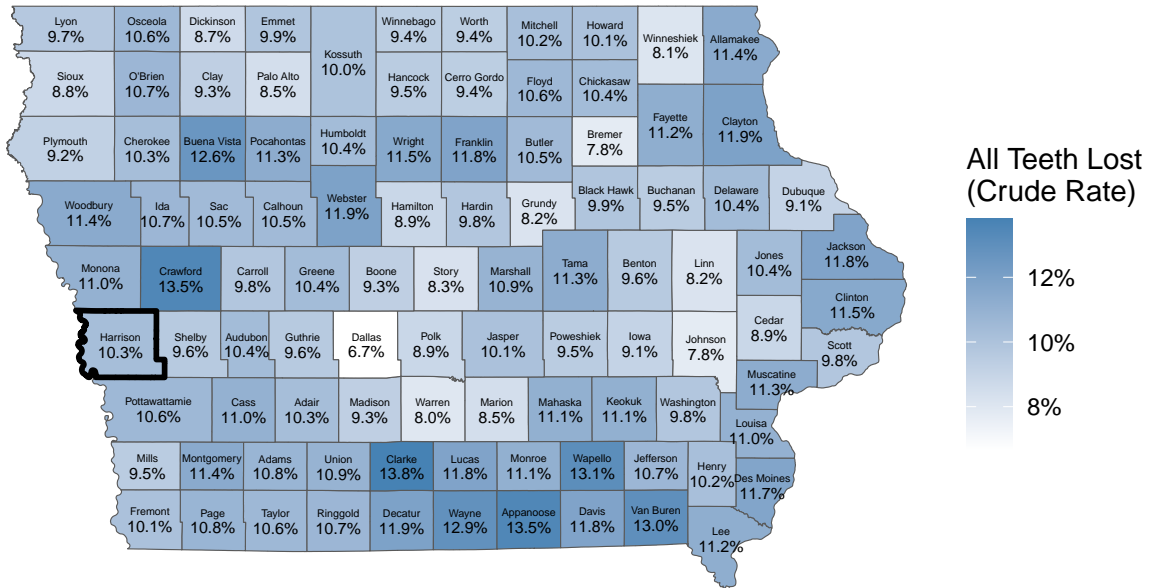 Lyon
9.7%
Osceola
10.6%
Dickinson
8.7%
Emmet
9.9%
Kossuth
10.0%
Winnebago
9.4%
Worth
9.4%
Mitchell
10.2%
Howard
10.1%
Winneshiek
8.1%
Allamakee
11.4%
Sioux
8.8%
O'Brien
10.7%
Clay
9.3%
Palo Alto
8.5%
Hancock
9.5%
Cerro Gordo
9.4%
Floyd
10.6%
Chickasaw
10.4%
Plymouth
9.2%
Cherokee
10.3%
Buena Vista
12.6%
Pocahontas
11.3%
Humboldt
10.4%
Wright
11.5%
Franklin
11.8%
Butler
10.5%
Bremer
7.8%
Fayette
11.2%
Clayton
11.9%
Woodbury
11.4%
Ida
10.7%
Sac
10.5%
Calhoun
10.5%
Webster
11.9%
Hamilton
8.9%
Hardin
9.8%
Grundy
8.2%
Black Hawk
9.9%
Buchanan
9.5%
Delaware
10.4%
Dubuque
9.1%
Monona
11.0%
Crawford
13.5%
Carroll
9.8%
Greene
10.4%
Boone
9.3%
Story
8.3%
Marshall
10.9%
Tama
11.3%
Benton
9.6%
Linn
8.2%
Jones
10.4%
Jackson
11.8%
Clinton
11.5%
Harrison
10.3%
Shelby
9.6%
Audubon
10.4%
Guthrie
9.6%
Dallas
6.7%
Polk
8.9%
Jasper
10.1%
Poweshiek
9.5%
Iowa
9.1%
Johnson
7.8%
Cedar
8.9%
Scott
9.8%
Muscatine
11.3%
Pottawattamie
10.6%
Cass
11.0%
Adair
10.3%
Madison
9.3%
Warren
8.0%
Marion
8.5%
Mahaska
11.1%
Keokuk
11.1%
Washington
9.8%
Louisa
11.0%
Mills
9.5%
Montgomery
11.4%
Adams
10.8%
Union
10.9%
Clarke
13.8%
Lucas
11.8%
Monroe
11.1%
Wapello
13.1%
Jefferson
10.7%
Henry
10.2%
Des Moines
11.7%
Fremont
10.1%
Page
10.8%
Taylor
10.6%
Ringgold
10.7%
Decatur
11.9%
Wayne
12.9%
Appanoose
13.5%
Davis
11.8%
Van Buren
13.0%
Lee
11.2%
All Teeth Lost
(Crude Rate)
12%
10%
8%